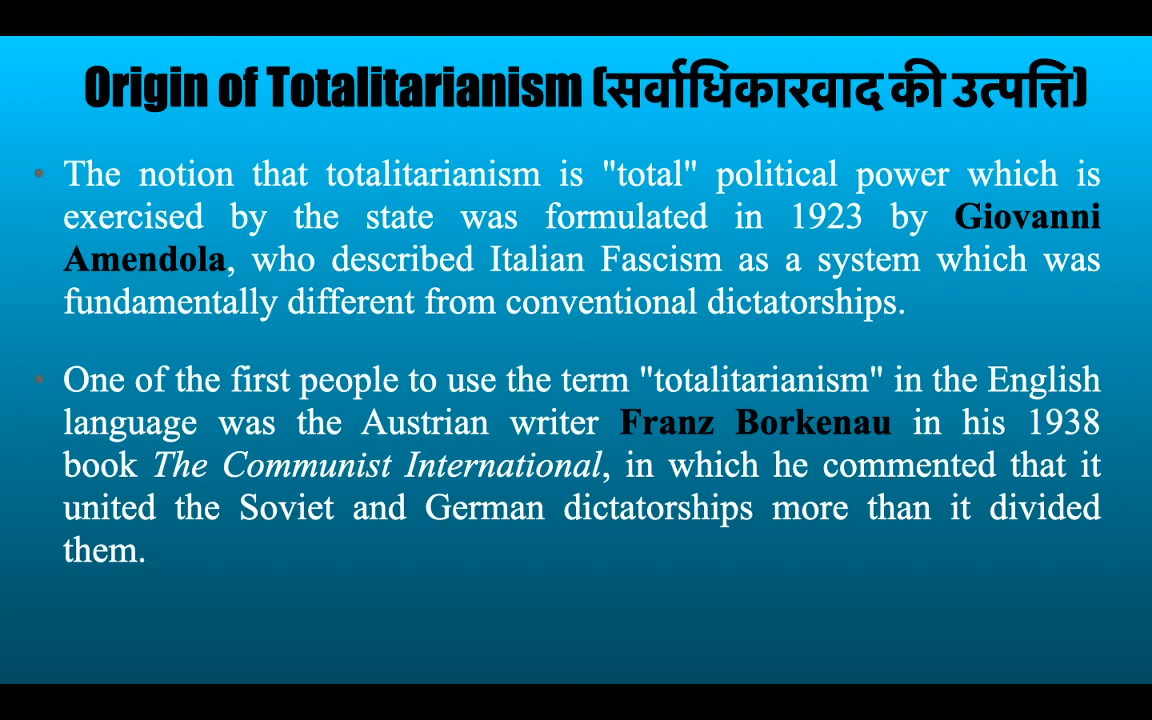 Origin of Totalitarianism (सर्वाधिकारवाद की उत्पत्ति)
• The notion that totalitarianism is "total" political power which is
exercised by the state was formulated in 1923 by Giovanni
Amendola, who described Italian Fascism as a system which was
fundamentally different from conventional dictatorships.
• One of the first people to use the term "totalitarianism" in the English
language was the Austrian writer Franz Borkenau in his 1938
book The Communist International, in which he commented that it
united the Soviet and German dictatorships more than it divided
them.